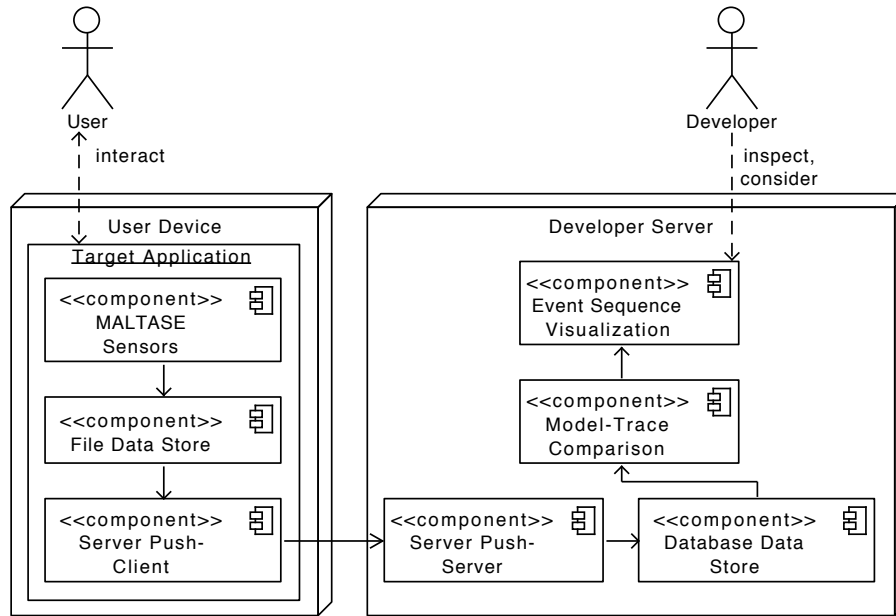 User
interact
User Device
Target Application
<<component>>
MALTASE
Sensors
<<component>>
File Data Store
<<component>>
Server Push-
Client
Developer
inspect,
consider
Developer Server
<<component>>
Event Sequence
Visualization
<<component>>
Model-Trace
Comparison
<<component>>
Server Push-
Server
<<component>>
Database Data
Store